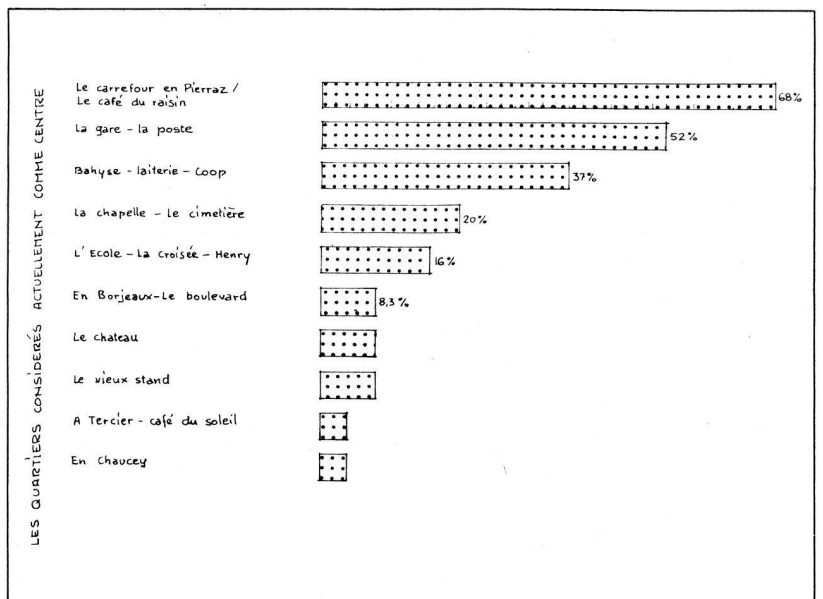 LES QUARTIERS CONSIDERÉS ACTUELLEMENT COMME CENTRE
Le carrefour en Pierraz /
Le café du raisin
68%
La gare - la poste
52%
Bahyse - laiterie - Coop
37%
La chapelle - Le cimetière
20%
L'Ecole - La Croisée - Henry
16%
En Borjeaux - Le boulevard
8,3%
Le chateau
Le vieux stand
A Tercier - café du soleil
En Chaucey